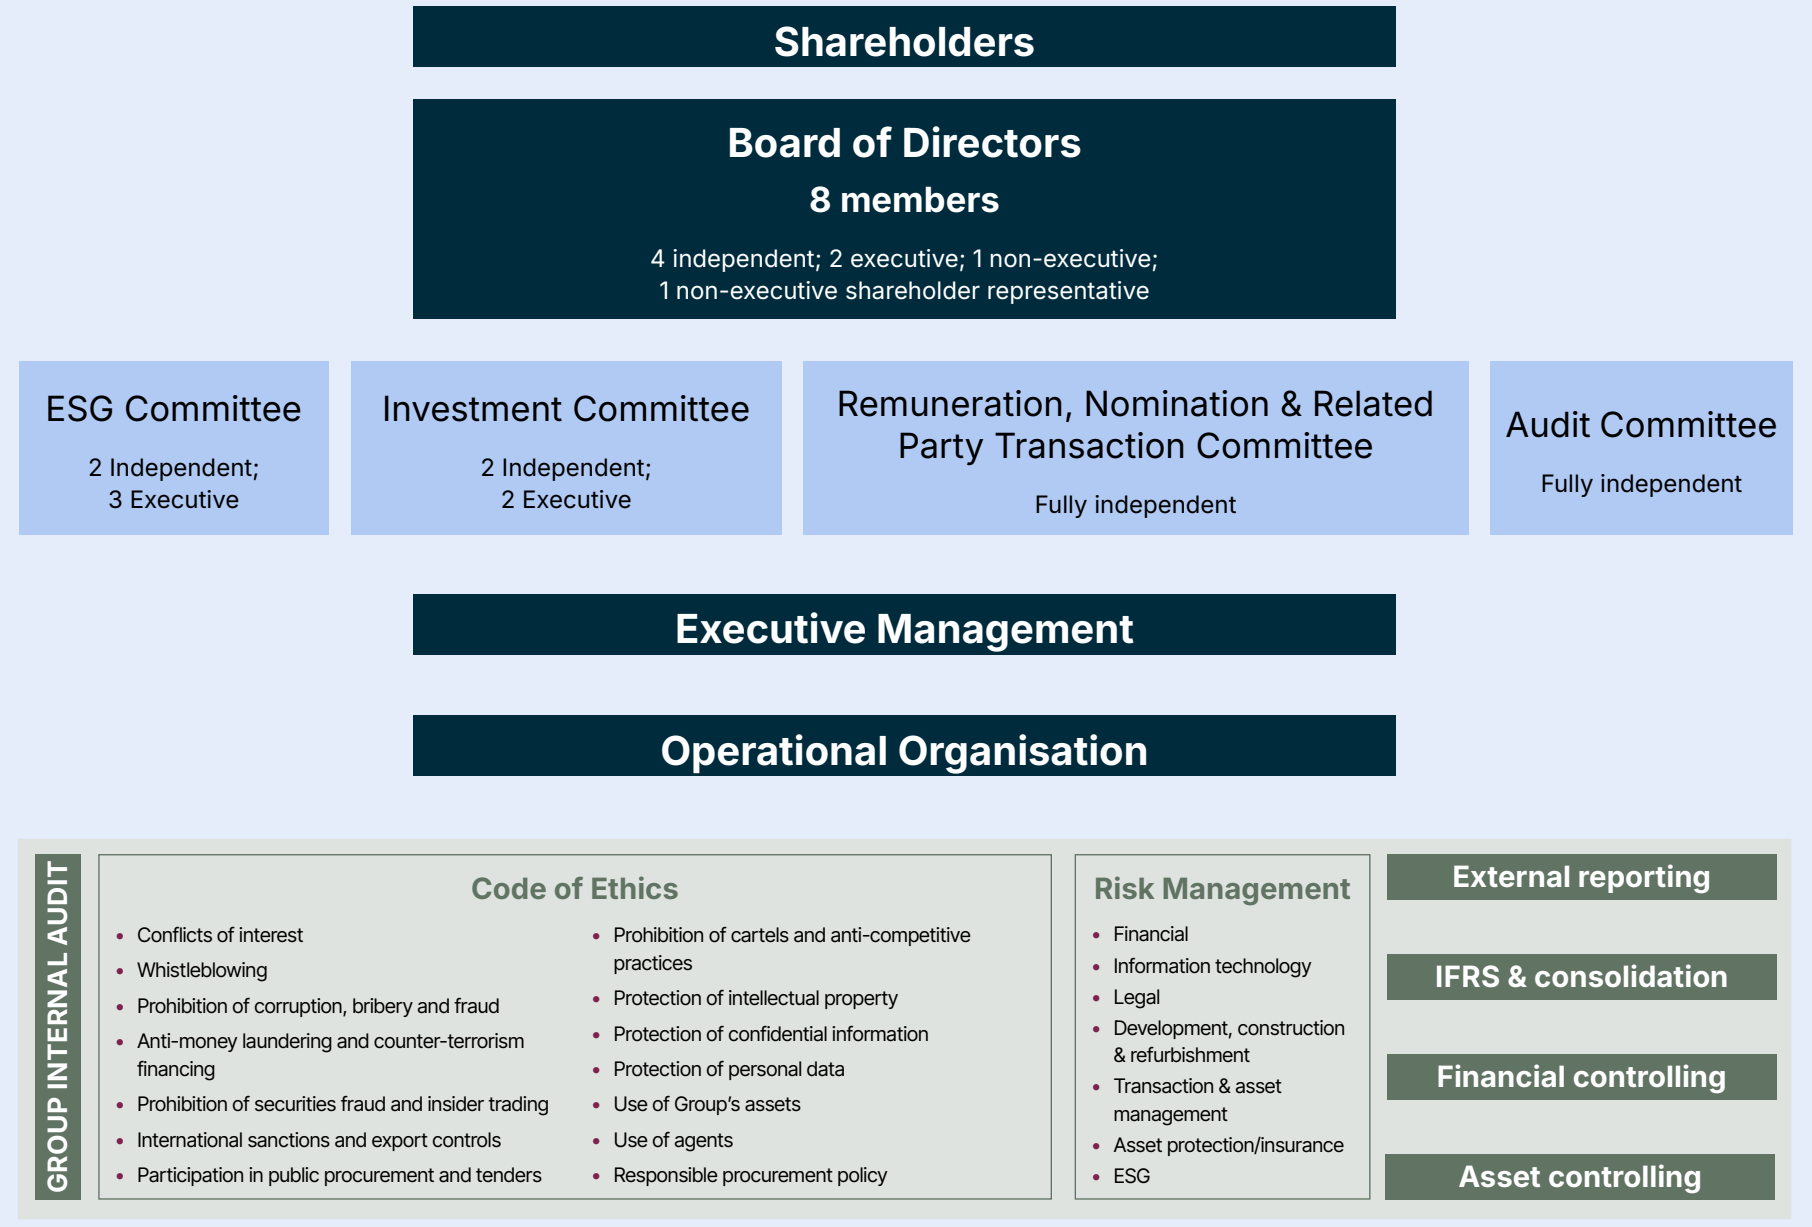 Shareholders
Board of Directors
8 members
4 independent; 2 executive; 1 non-executive;
1 non-executive shareholder representative
ESG Committee
2 Independent;
3 Executive
Investment Committee
2 Independent;
2 Executive
Remuneration, Nomination & Related
Party Transaction Committee
Fully independent
Audit Committee
Fully independent
Executive Management
Operational Organisation
GROUP INTERNAL AUDIT
Code of Ethics
• Conflicts of interest
• Whistleblowing
• Prohibition of corruption, bribery and fraud
• Anti-money laundering and counter-terrorism
financing
• Prohibition of securities fraud and insider trading
• International sanctions and export controls
• Participation in public procurement and tenders
• Prohibition of cartels and anti-competitive
practices
• Protection of intellectual property
• Protection of confidential information
• Protection of personal data
• Use of Group’s assets
• Use of agents
• Responsible procurement policy
Risk Management
• Financial
• Information technology
• Legal
• Development, construction
& refurbishment
• Transaction & asset
management
• Asset protection/insurance
• ESG
External reporting
IFRS & consolidation
Financial controlling
Asset controlling